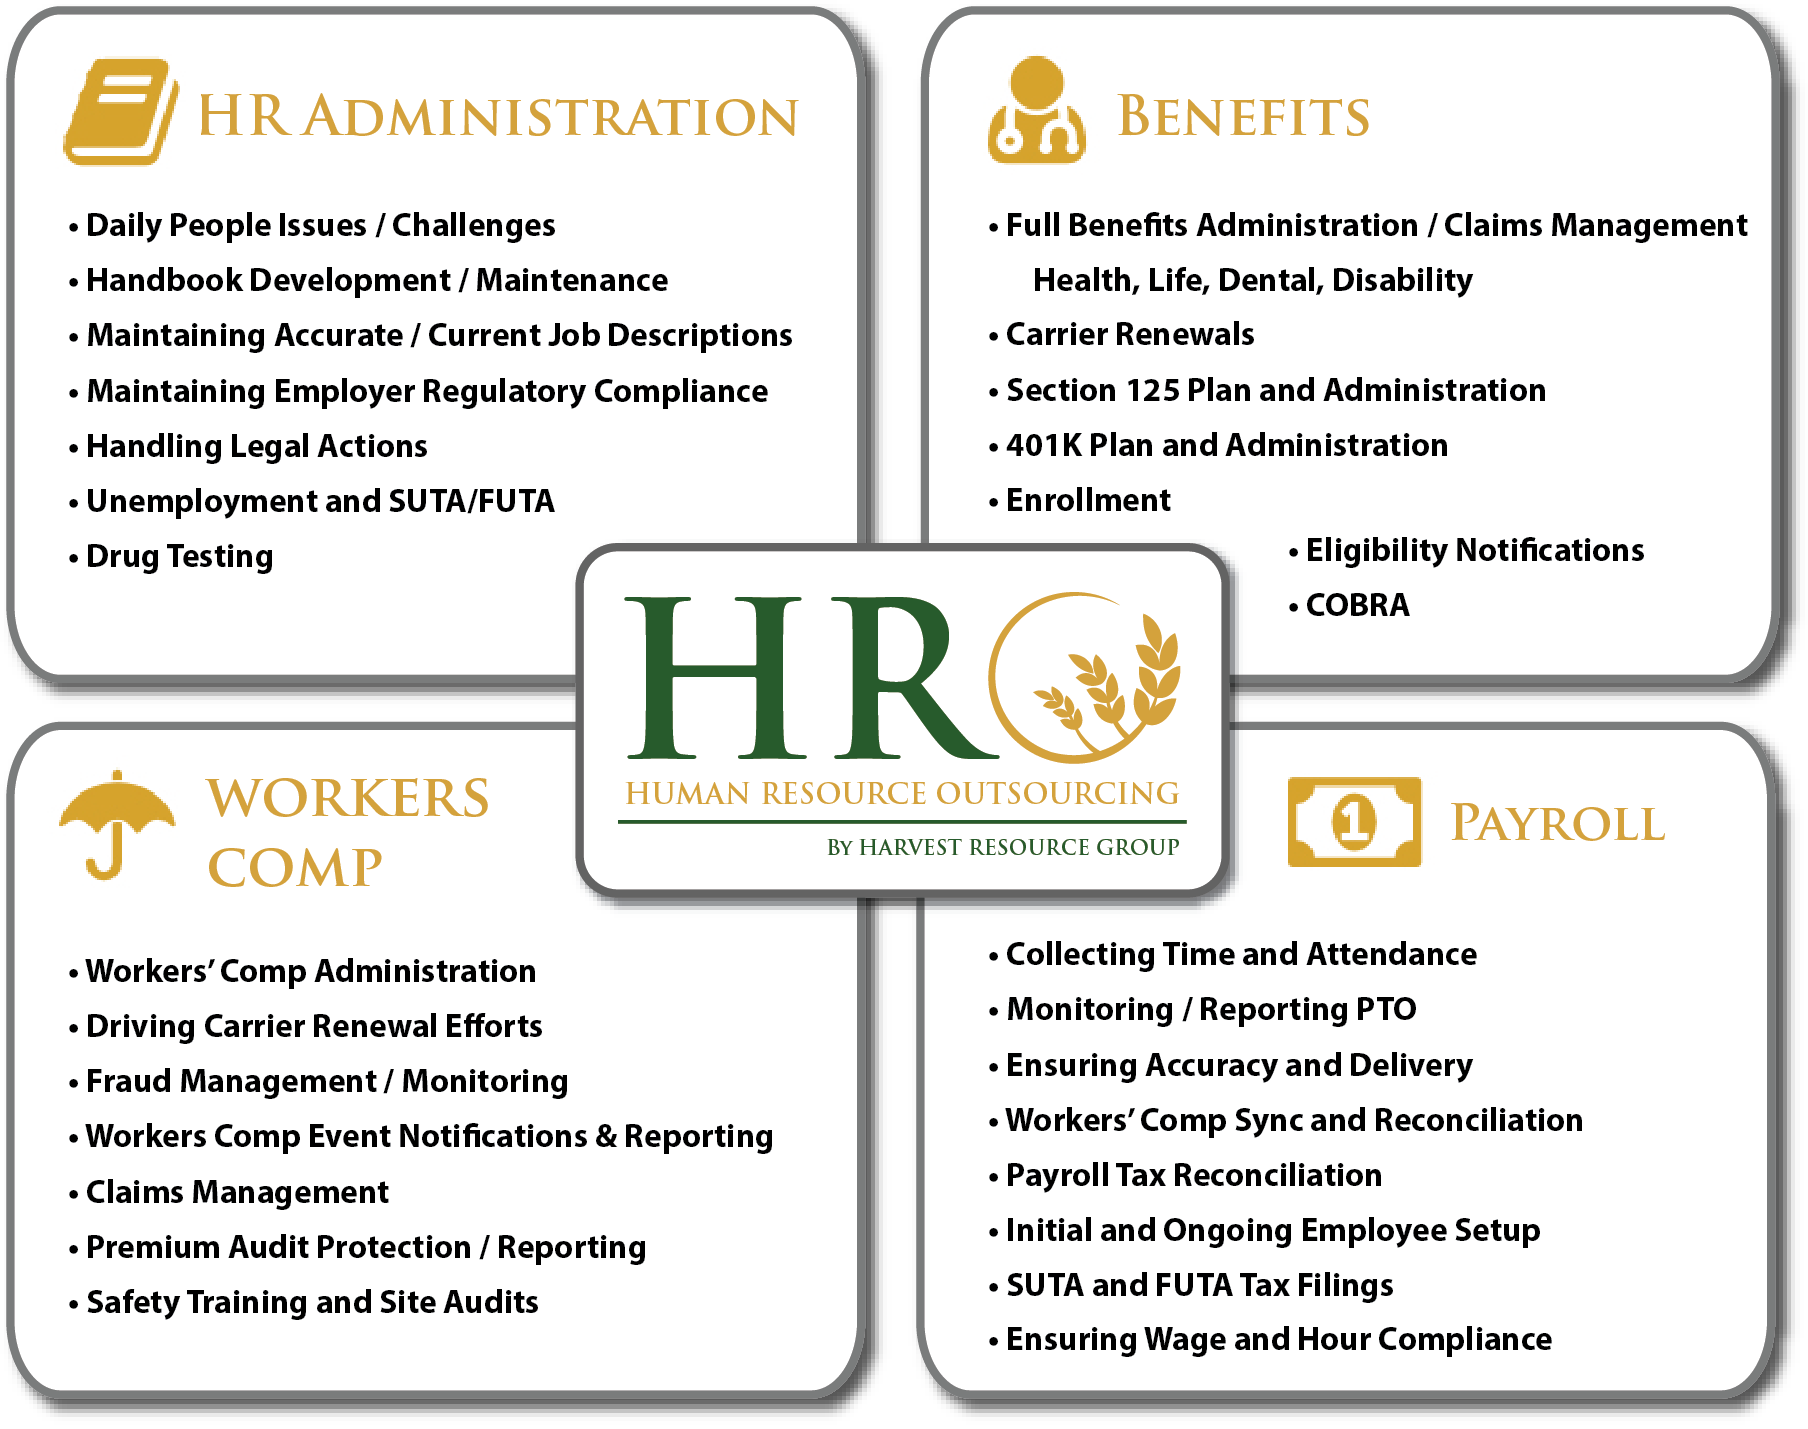 HR ADMINISTRATION
• Daily People Issues / Challenges
• Handbook Development / Maintenance
• Maintaining Accurate / Current Job Descriptions
• Maintaining Employer Regulatory Compliance
• Handling Legal Actions
• Unemployment and SUTA/FUTA
• Drug Testing
BENEFITS
• Full Benefits Administration / Claims Management
Health, Life, Dental, Disability
• Carrier Renewals
• Section 125 Plan and Administration
• 401K Plan and Administration
• Enrollment
• Eligibility Notifications
• COBRA
HRO
HUMAN RESOURCE OUTSOURCING
BY HARVEST RESOURCE GROUP
WORKERS
COMP
• Workers’ Comp Administration
• Driving Carrier Renewal Efforts
• Fraud Management / Monitoring
• Workers Comp Event Notifications & Reporting
• Claims Management
• Premium Audit Protection / Reporting
• Safety Training and Site Audits
1
PAYROLL
• Collecting Time and Attendance
• Monitoring / Reporting PTO
• Ensuring Accuracy and Delivery
• Workers’ Comp Sync and Reconciliation
• Payroll Tax Reconciliation
• Initial and Ongoing Employee Setup
• SUTA and FUTA Tax Filings
• Ensuring Wage and Hour Compliance